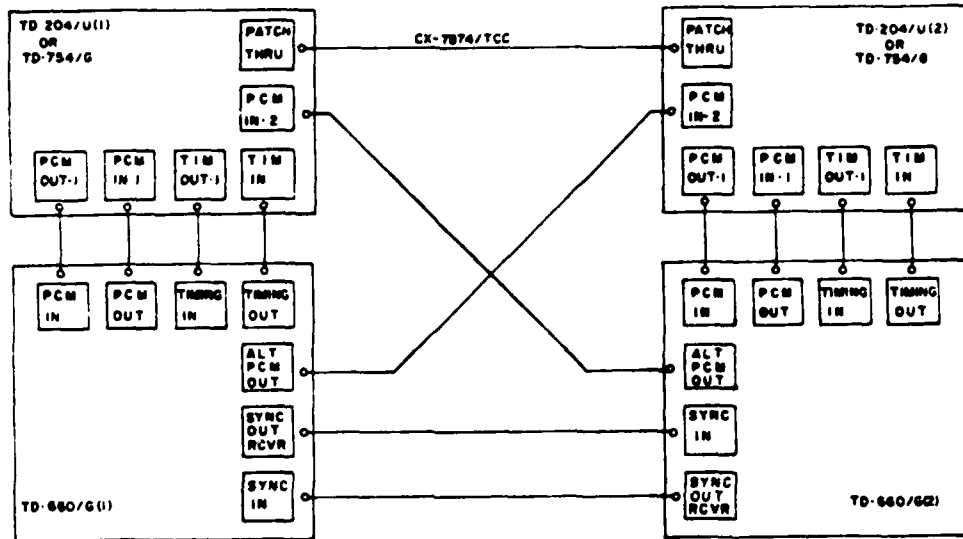 TD-204/U(1)
OR
TD-754/G
PATCH
THRU
PCM
IN-2
PCM
OUT-1
PCM
IN-1
TIM
OUT-1
TIM
IN
CX-7874/TCC
PATCH
THRU
TD-204/U(2)
OR
TD-754/G
PCM
IN-2
PCM
OUT-1
PCM
IN-1
TIM
OUT-1
TIM
IN
PCM
IN
PCM
OUT
TIMING
IN
TIMING
OUT
ALT
PCM
OUT
SYNC
OUT
RCVR
SYNC
IN
TD-660/G(1)
PCM
IN
PCM
OUT
TIMING
IN
TIMING
OUT
ALT
PCM
OUT
SYNC
IN
SYNC
OUT
RCVR
TD-660/G(2)